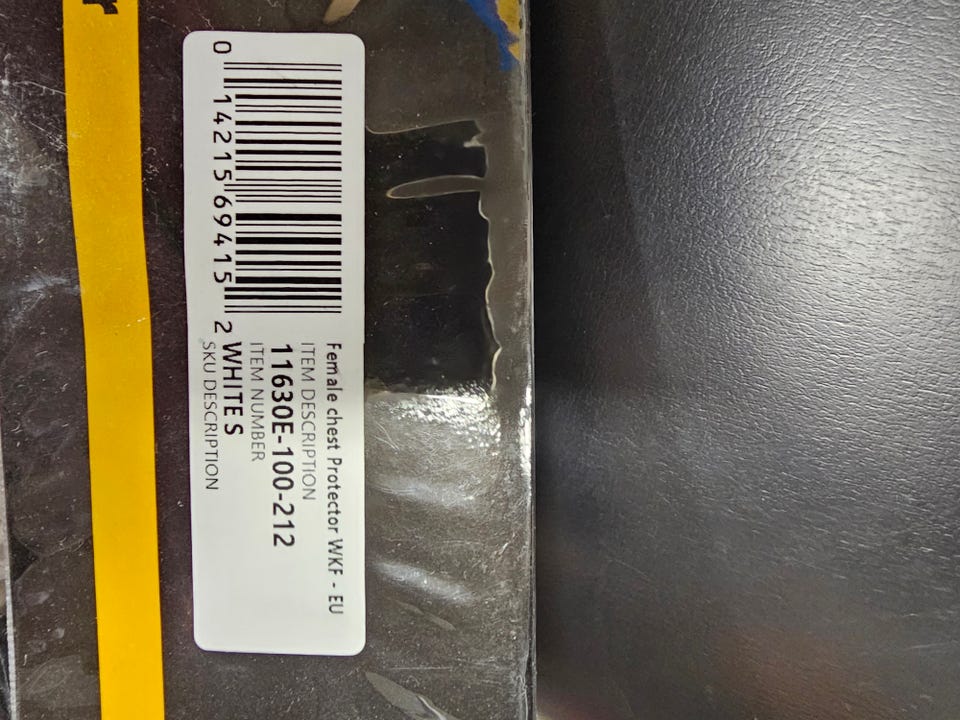 Female chest Protector WKF - EU
ITEM DESCRIPTION
11630E-100-212
ITEM NUMBER
WHITE S
SKU DESCRIPTION
0 14215 69415 2